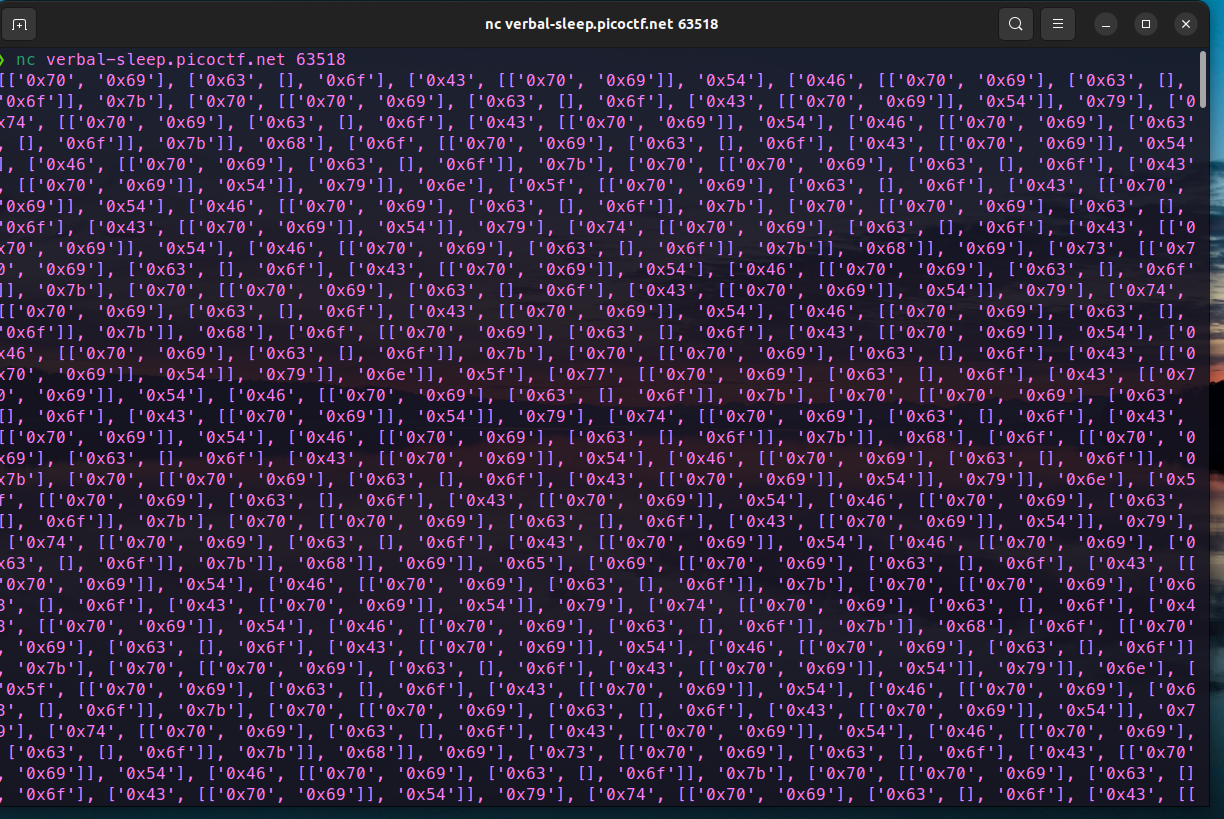 nc verbal-sleep.picoctf.net 63518
❯ nc verbal-sleep.picoctf.net 63518
[['0x70', '0x69'], ['0x63', [], '0x6f'], ['0x43', [['0x70', '0x69']], '0x54'], ['0x46', [['0x70', '0x69'], ['0x63', [],
'0x6f']], '0x7b'], ['0x70', [['0x70', '0x69'], ['0x63', [], '0x6f'], ['0x43', [['0x70', '0x69']], '0x54']], '0x79'], ['0
x74', [['0x70', '0x69'], ['0x63', [], '0x6f'], ['0x43', [['0x70', '0x69']], '0x54'], ['0x46', [['0x70', '0x69'], ['0x63'
, [], '0x6f']], '0x7b']], '0x68'], ['0x6f', [['0x70', '0x69'], ['0x63', [], '0x6f'], ['0x43', [['0x70', '0x69']], '0x54'
], ['0x46', [['0x70', '0x69'], ['0x63', [], '0x6f']], '0x7b'], ['0x70', [['0x70', '0x69'], ['0x63', [], '0x6f'], ['0x43'
, [['0x70', '0x69']], '0x54']], '0x79']], '0x6e'], ['0x5f', [['0x70', '0x69'], ['0x63', [], '0x6f'], ['0x43', [['0x70',
'0x69']], '0x54'], ['0x46', [['0x70', '0x69'], ['0x63', [], '0x6f']], '0x7b'], ['0x70', [['0x70', '0x69'], ['0x63', [],
'0x6f'], ['0x43', [['0x70', '0x69']], '0x54']], '0x79'], ['0x74', [['0x70', '0x69'], ['0x63', [], '0x6f'], ['0x43', [['0
x70', '0x69']], '0x54'], ['0x46', [['0x70', '0x69'], ['0x63', [], '0x6f']], '0x7b']], '0x68']], '0x69'], ['0x73', [['0x7
0', '0x69'], ['0x63', [], '0x6f'], ['0x43', [['0x70', '0x69']], '0x54'], ['0x46', [['0x70', '0x69'], ['0x63', [], '0x6f'
]], '0x7b'], ['0x70', [['0x70', '0x69'], ['0x63', [], '0x6f'], ['0x43', [['0x70', '0x69']], '0x54']], '0x79'], ['0x74',
[['0x70', '0x69'], ['0x63', [], '0x6f'], ['0x43', [['0x70', '0x69']], '0x54'], ['0x46', [['0x70', '0x69'], ['0x63', [],
'0x6f']], '0x7b']], '0x68'], ['0x6f', [['0x70', '0x69'], ['0x63', [], '0x6f'], ['0x43', [['0x70', '0x69']], '0x54'], ['0
x46', [['0x70', '0x69'], ['0x63', [], '0x6f']], '0x7b'], ['0x70', [['0x70', '0x69'], ['0x63', [], '0x6f'], ['0x43', [['0
x70', '0x69']], '0x54']], '0x79']], '0x6e']], '0x5f'], ['0x77', [['0x70', '0x69'], ['0x63', [], '0x6f'], ['0x43', [['0x7
0', '0x69']], '0x54'], ['0x46', [['0x70', '0x69'], ['0x63', [], '0x6f']], '0x7b'], ['0x70', [['0x70', '0x69'], ['0x63',
[], '0x6f'], ['0x43', [['0x70', '0x69']], '0x54']], '0x79'], ['0x74', [['0x70', '0x69'], ['0x63', [], '0x6f'], ['0x43',
[['0x70', '0x69']], '0x54'], ['0x46', [['0x70', '0x69'], ['0x63', [], '0x6f']], '0x7b']], '0x68'], ['0x6f', [['0x70', '0
x69'], ['0x63', [], '0x6f'], ['0x43', [['0x70', '0x69']], '0x54'], ['0x46', [['0x70', '0x69'], ['0x63', [], '0x6f']], '0
x7b'], ['0x70', [['0x70', '0x69'], ['0x63', [], '0x6f'], ['0x43', [['0x70', '0x69']], '0x54']], '0x79']], '0x6e'], ['0x5
f', [['0x70', '0x69'], ['0x63', [], '0x6f'], ['0x43', [['0x70', '0x69']], '0x54'], ['0x46', [['0x70', '0x69'], ['0x63',
[], '0x6f']], '0x7b'], ['0x70', [['0x70', '0x69'], ['0x63', [], '0x6f'], ['0x43', [['0x70', '0x69']], '0x54']], '0x79'],
['0x74', [['0x70', '0x69'], ['0x63', [], '0x6f'], ['0x43', [['0x70', '0x69']], '0x54'], ['0x46', [['0x70', '0x69'], ['0
x63', [], '0x6f']], '0x7b']], '0x68']], '0x69']], '0x65'], ['0x69', [['0x70', '0x69'], ['0x63', [], '0x6f'], ['0x43', [[
'0x70', '0x69']], '0x54'], ['0x46', [['0x70', '0x69'], ['0x63', [], '0x6f']], '0x7b'], ['0x70', [['0x70', '0x69'], ['0x6
3', [], '0x6f'], ['0x43', [['0x70', '0x69']], '0x54']], '0x79'], ['0x74', [['0x70', '0x69'], ['0x63', [], '0x6f'], ['0x4
3', [['0x70', '0x69']], '0x54'], ['0x46', [['0x70', '0x69'], ['0x63', [], '0x6f']], '0x7b']], '0x68'], ['0x6f', [['0x70'
, '0x69'], ['0x63', [], '0x6f'], ['0x43', [['0x70', '0x69']], '0x54'], ['0x46', [['0x70', '0x69'], ['0x63', [], '0x6f']]
, '0x7b'], ['0x70', [['0x70', '0x69'], ['0x63', [], '0x6f'], ['0x43', [['0x70', '0x69']], '0x54']], '0x79']], '0x6e'], [
'0x5f', [['0x70', '0x69'], ['0x63', [], '0x6f'], ['0x43', [['0x70', '0x69']], '0x54'], ['0x46', [['0x70', '0x69'], ['0x6
3', [], '0x6f']], '0x7b'], ['0x70', [['0x70', '0x69'], ['0x63', [], '0x6f'], ['0x43', [['0x70', '0x69']], '0x54']], '0x7
9'], ['0x74', [['0x70', '0x69'], ['0x63', [], '0x6f'], ['0x43', [['0x70', '0x69']], '0x54'], ['0x46', [['0x70', '0x69'],
['0x63', [], '0x6f']], '0x7b']], '0x68']], '0x69'], ['0x73', [['0x70', '0x69'], ['0x63', [], '0x6f'], ['0x43', [['0x70'
, '0x69']], '0x54'], ['0x46', [['0x70', '0x69'], ['0x63', [], '0x6f']], '0x7b'], ['0x70', [['0x70', '0x69'], ['0x63', []
, '0x6f'], ['0x43', [['0x70', '0x69']], '0x54']], '0x79'], ['0x74', [['0x70', '0x69'], ['0x63', [], '0x6f'], ['0x43', [[